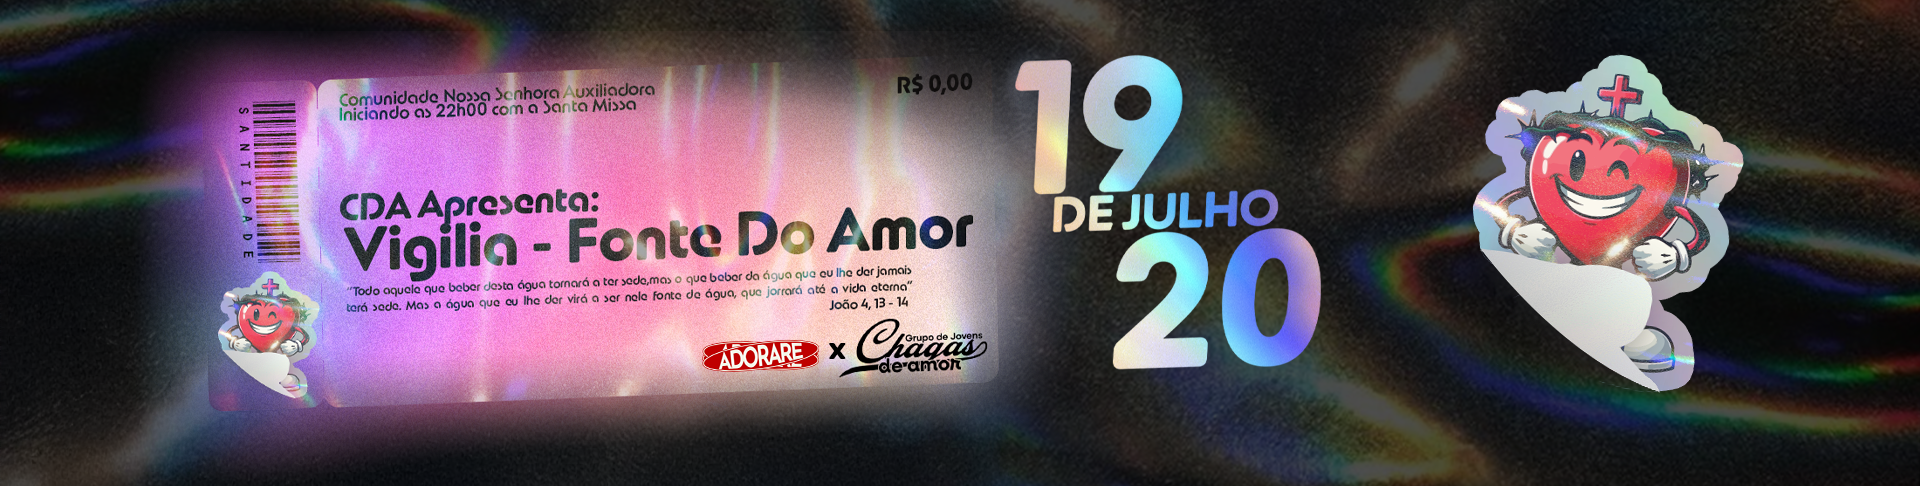 SANTIDADE
Comunidade Nossa Senhora Auxiliadora
Iniciando as 22h00 com a Santa Missa
R$ 0,00
CDA Apresenta:
Vigilia - Fonte Do Amor
"Todo aquele que beber desta água tornará a ter sede,mas o que beber da água que eu lhe der jamais
terá sede. Mas a água que eu lhe der virá a ser nele fonte de água, que jorrará até a vida eterna"
João 4, 13 - 14
ADORARE x Grupo de Jovens
Chagas
de amor
19
DE JULHO
20